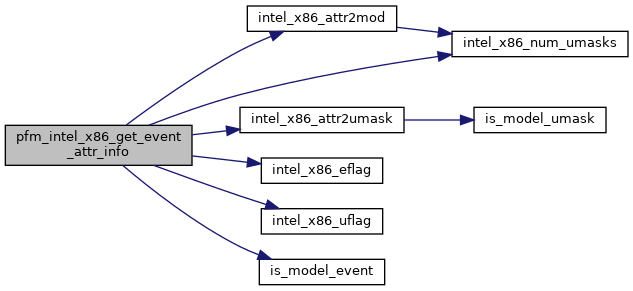 intel_x86_attr2mod
intel_x86_num_umasks
pfm_intel_x86_get_event
_attr_info
intel_x86_attr2umask
is_model_umask
intel_x86_eflag
intel_x86_uflag
is_model_event